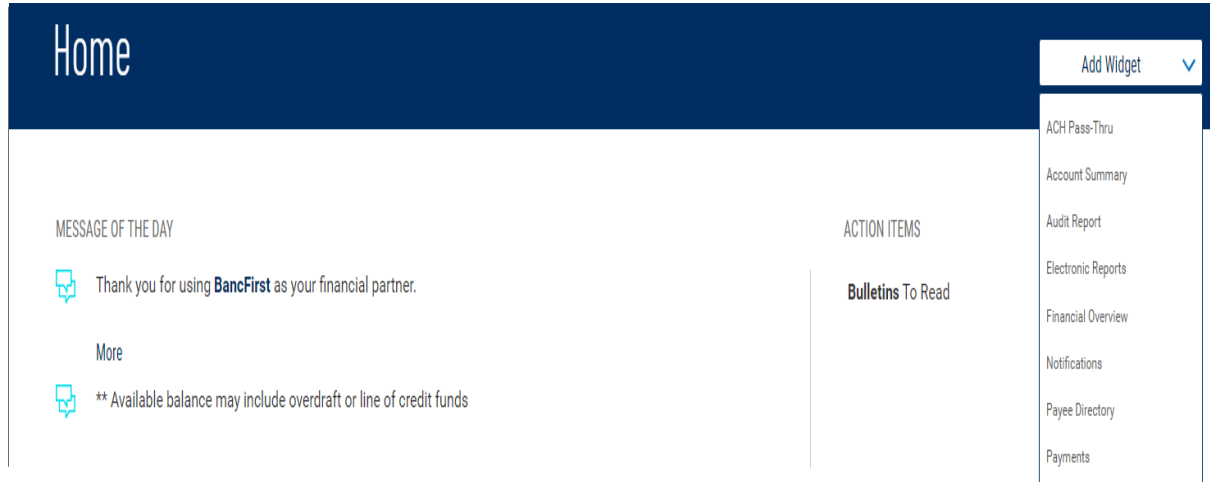 Home
Add Widget
ACH Pass-Thru
Account Summary
Audit Report
Electronic Reports
Financial Overview
Notifications
Payee Directory
Payments
MESSAGE OF THE DAY
Thank you for using BancFirst as your financial partner.
More
** Available balance may include overdraft or line of credit funds
ACTION ITEMS
Bulletins To Read